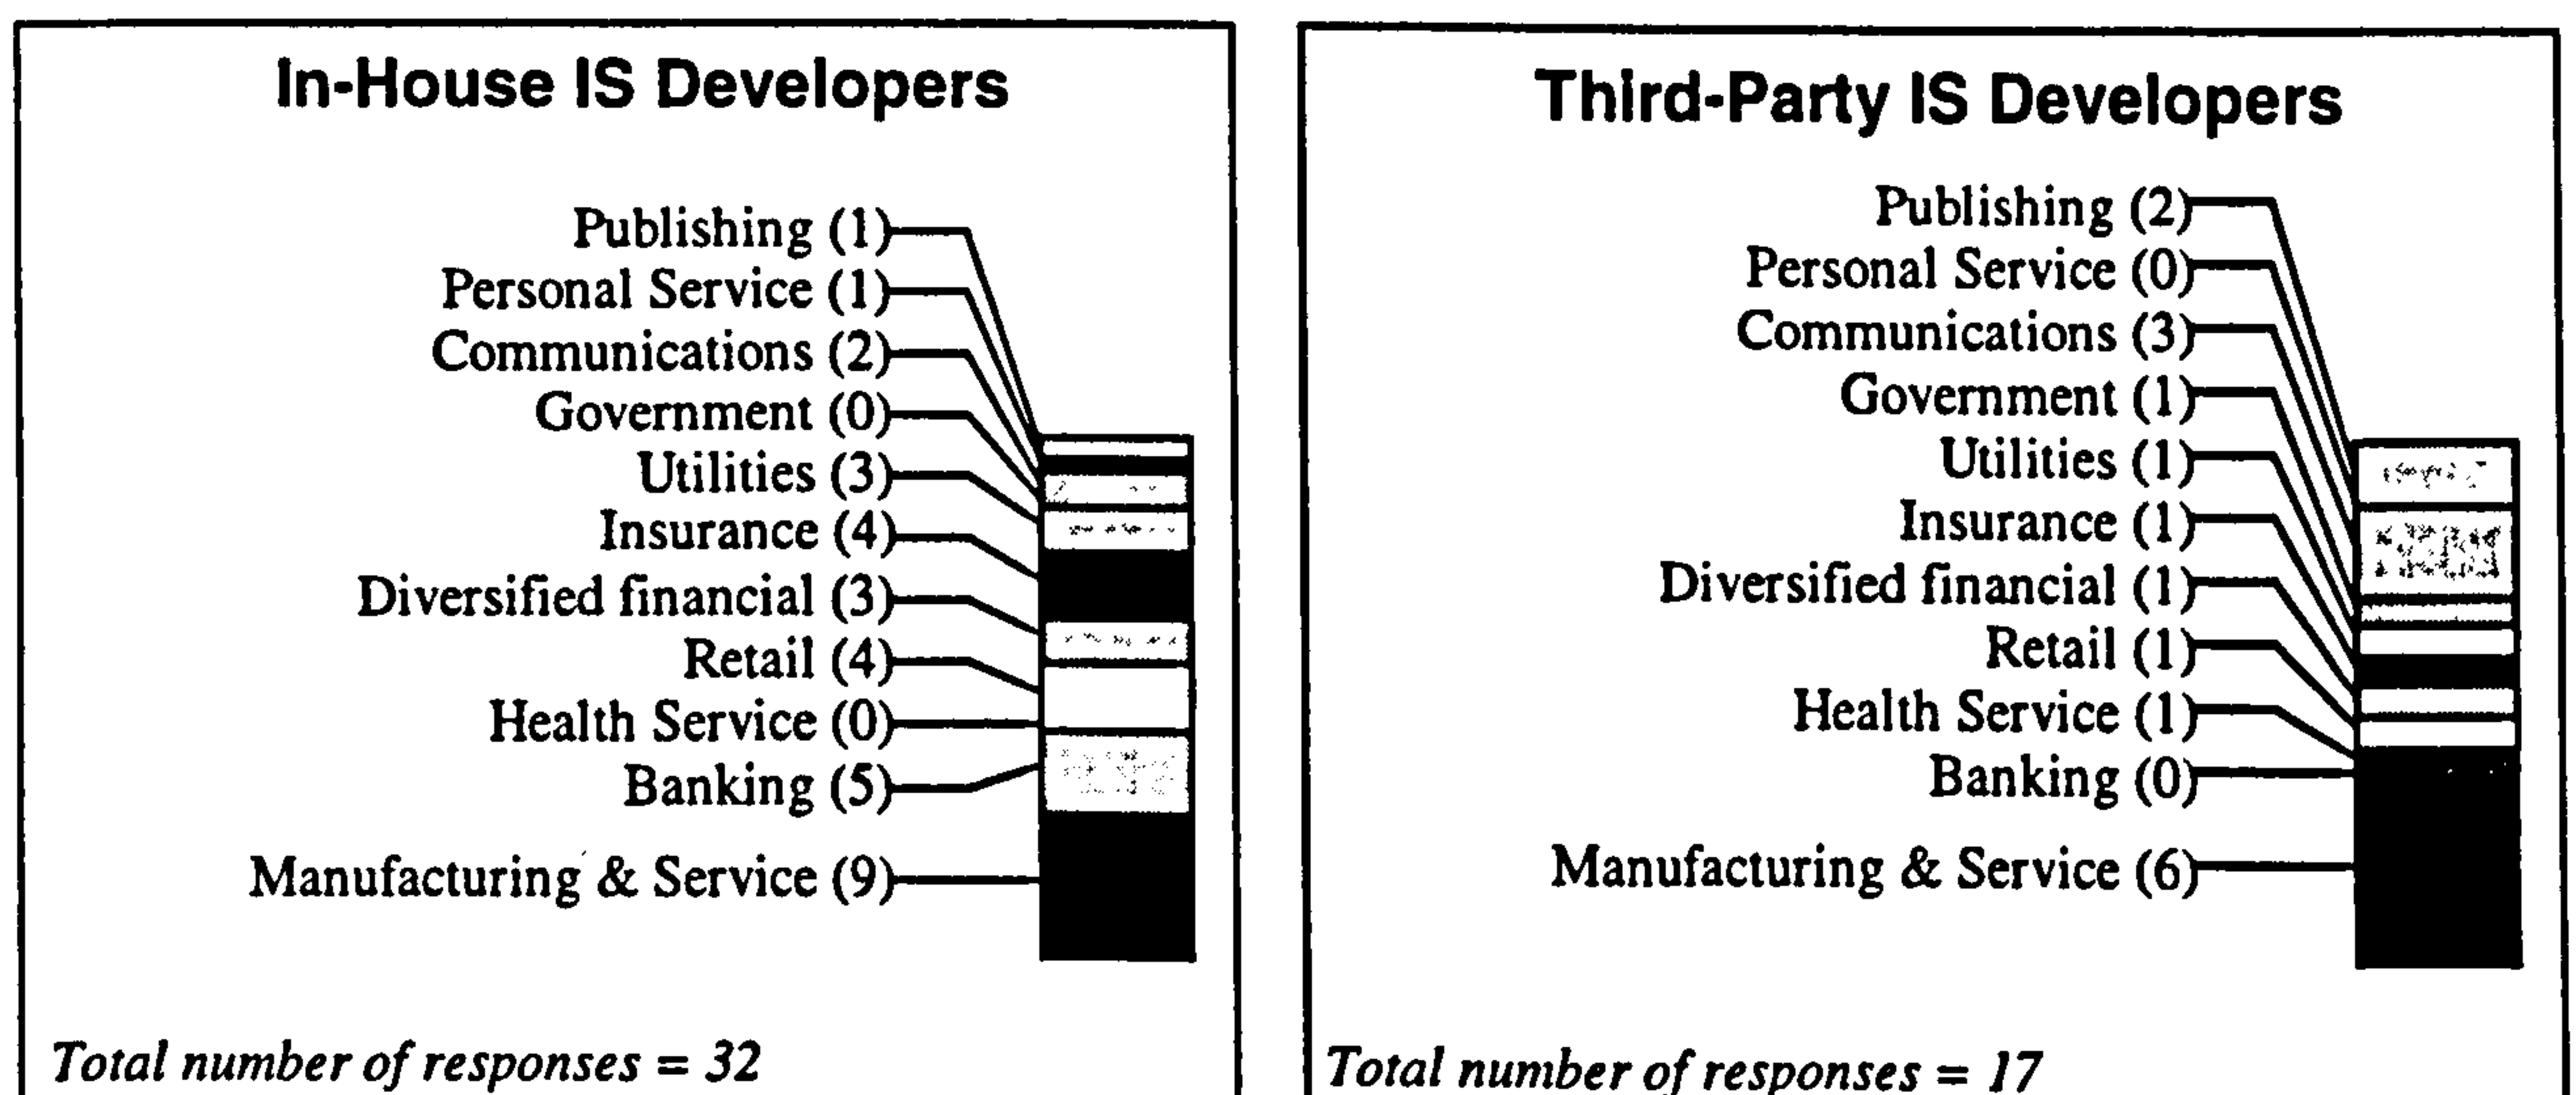 In-House IS Developers
Publishing (1)
Personal Service (1)
Communications (2)
Government (0)
Utilities (3)
Insurance (4)
Diversified financial (3)
Retail (4)
Health Service (0)
Banking (5)
Manufacturing & Service (9)
Total number of responses = 32
Third-Party IS Developers
Publishing (2)
Personal Service (0)
Communications (3)
Government (1)
Utilities (1)
Insurance (1)
Diversified financial (1)
Retail (1)
Health Service (1)
Banking (0)
Manufacturing & Service (6)
Total number of responses = 17